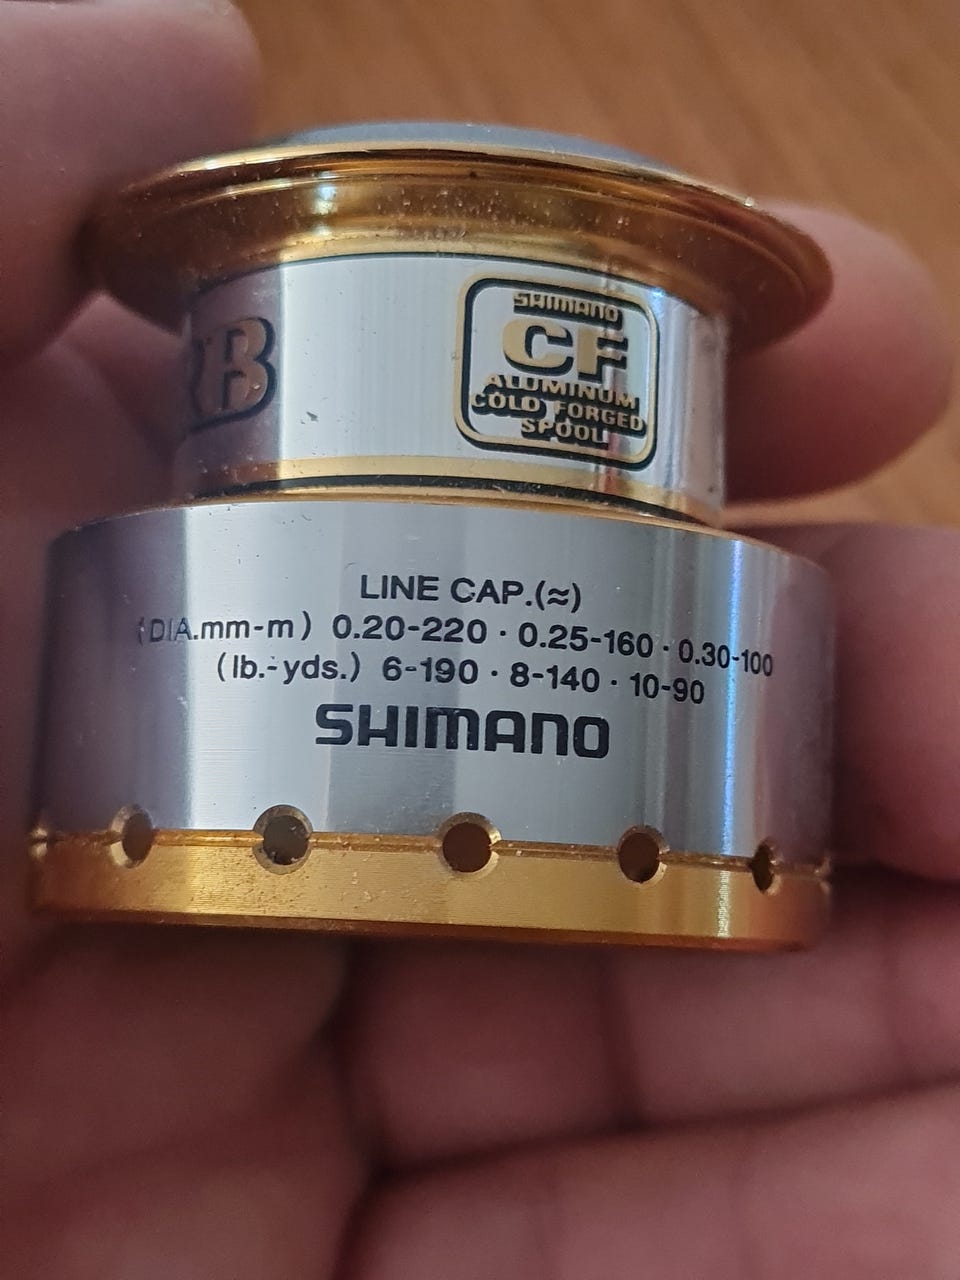 B
SHIMANO
CF
ALUMINUM
COLD FORGED
SPOOL
LINE CAP.(≈)
(DIA.mm-m) 0.20-220 · 0.25-160 · 0.30-100
(lb.-yds.) 6-190 · 8-140 · 10-90
SHIMANO